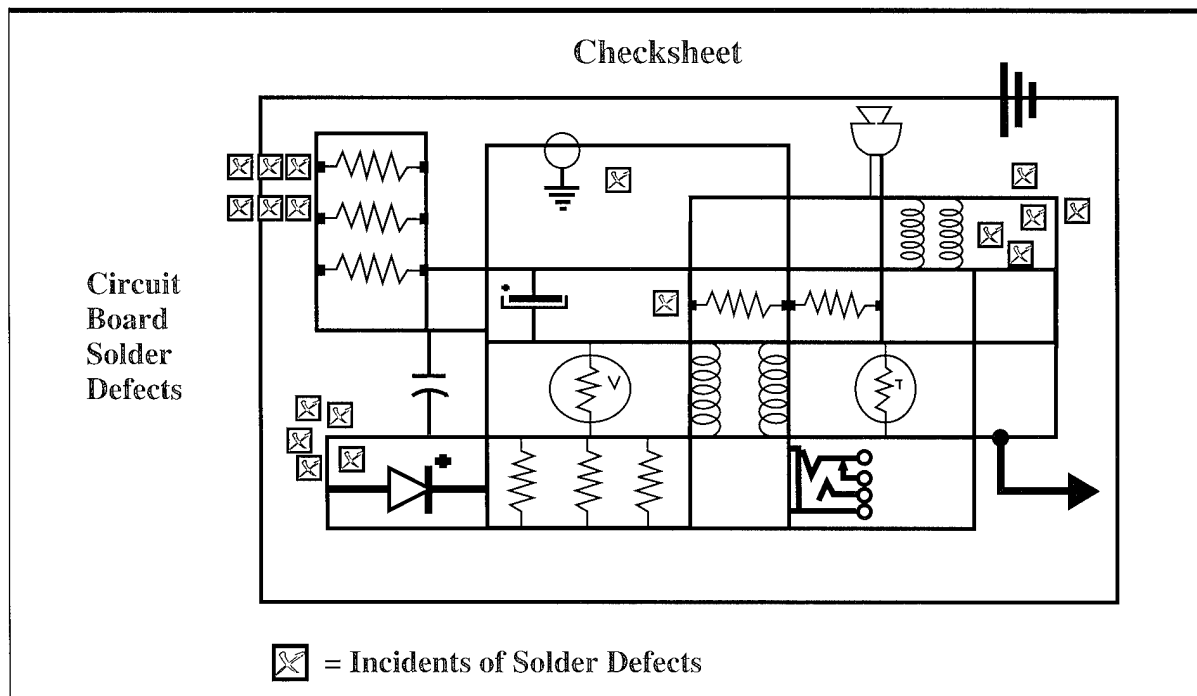 Checksheet
Circuit
Board
Solder
Defects
V
T
= Incidents of Solder Defects